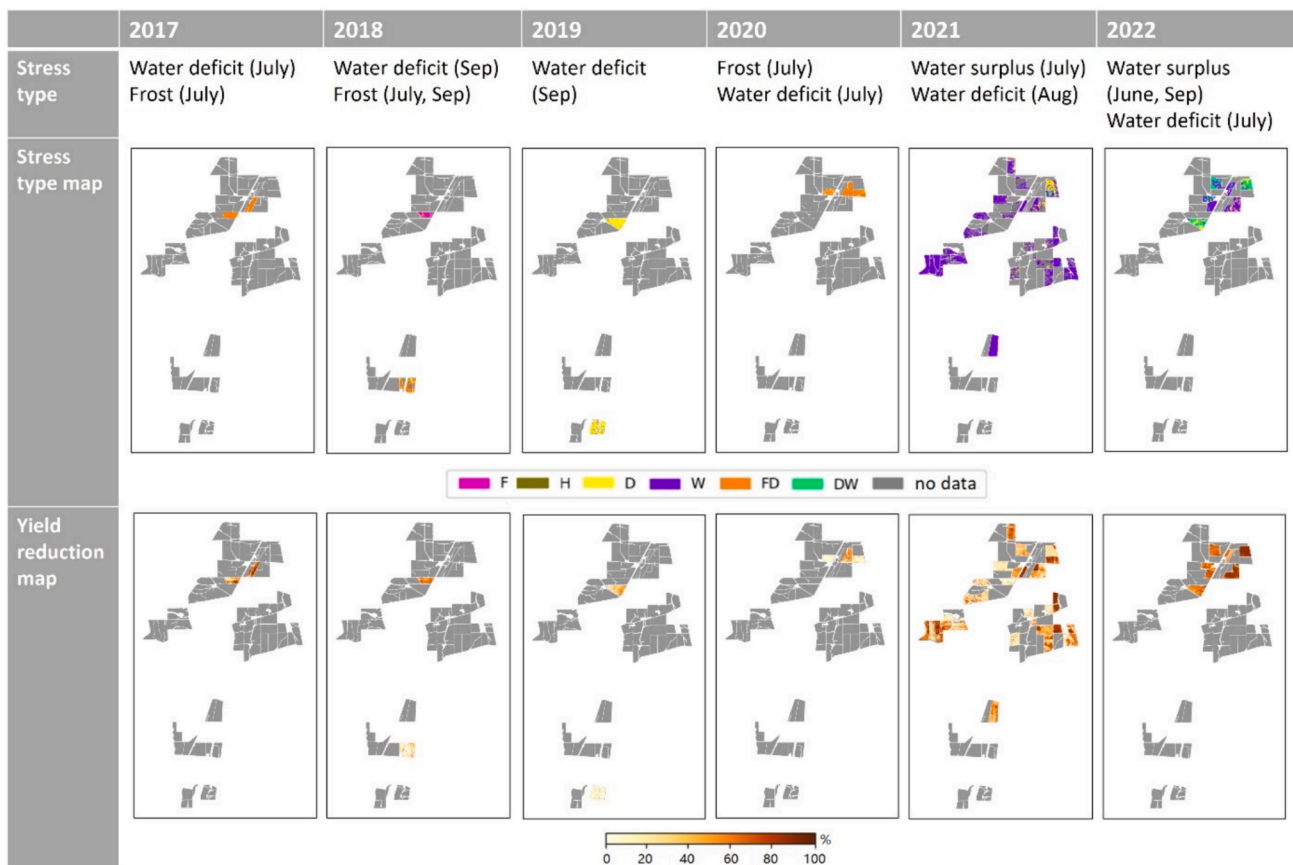 2017 2018 2019 2020 2021 2022
Stress type
Water deficit (July)
Frost (July)
Water deficit (Sep)
Frost (July, Sep)
Water deficit
(Sep)
Frost (July)
Water deficit (July)
Water surplus (July)
Water deficit (Aug)
Water surplus
(June, Sep)
Water deficit (July)
Stress
type map
F H D W FD DW no data
Yield
reduction
map
%
0 20 40 60 80 100